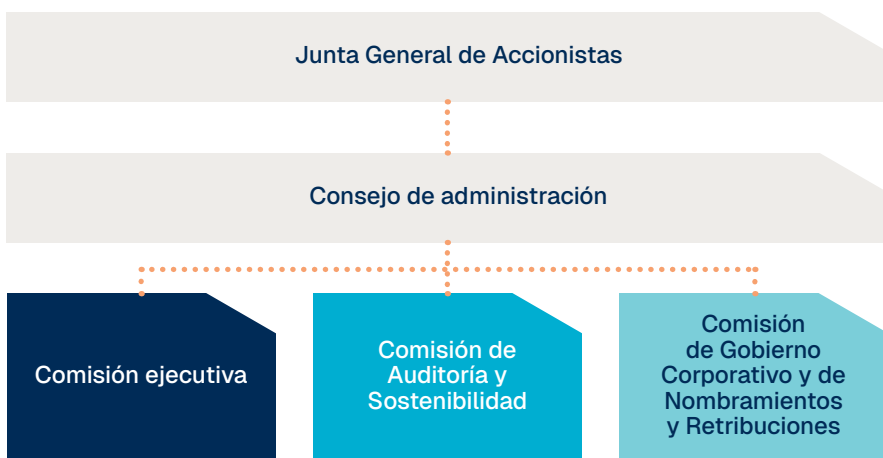 Junta General de Accionistas
Consejo de administración
Comisión ejecutiva
Comisión de
Auditoría y
Sostenibilidad
Comisión
de Gobierno
Corporativo y de
Nombramientos
y Retribuciones